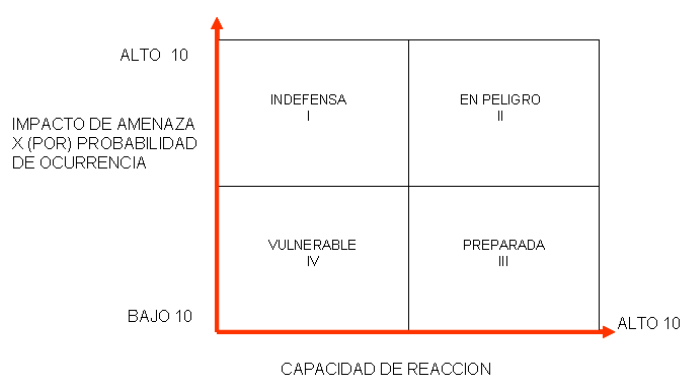 ALTO 10
INDEFENSA
I
EN PELIGRO
II
IMPACTO DE AMENAZA
X (POR) PROBABILIDAD
DE OCURRENCIA
VULNERABLE
IV
PREPARADA
III
BAJO 10
ALTO 10
CAPACIDAD DE REACCION